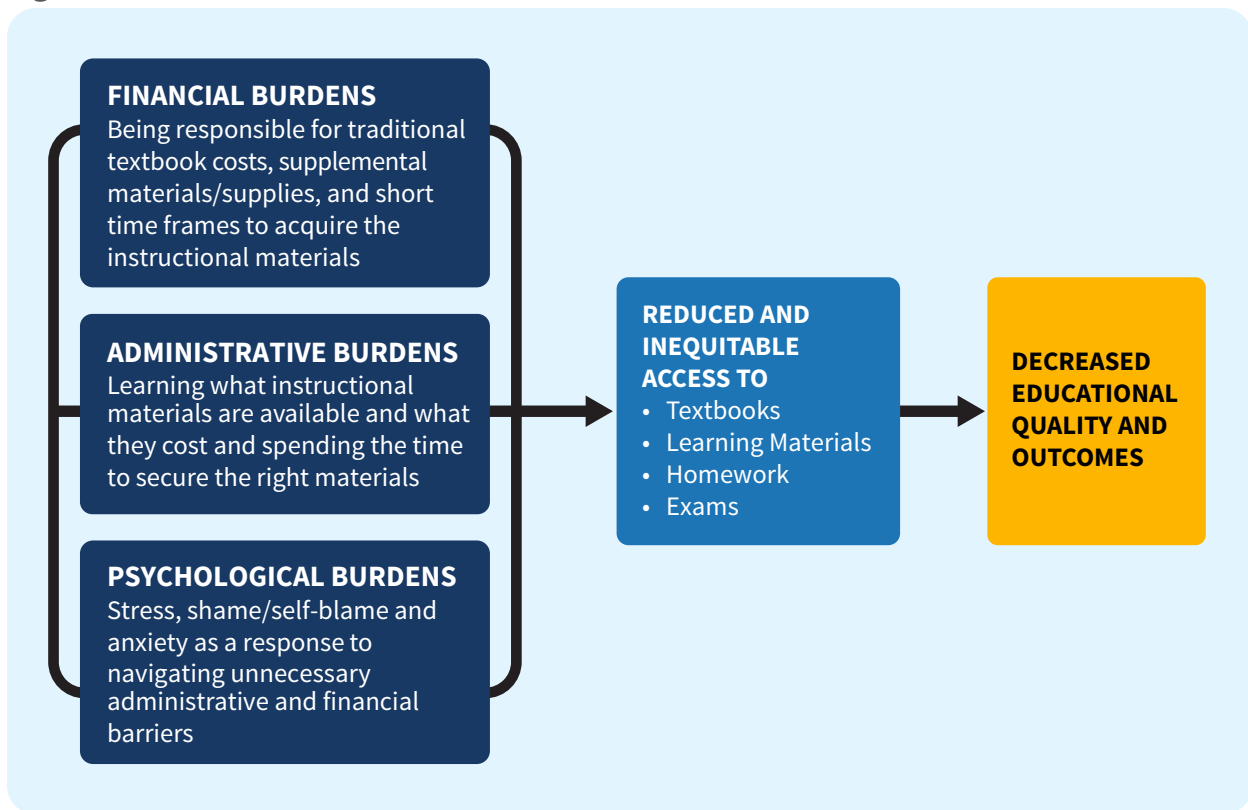 FINANCIAL BURDENS
Being responsible for traditional
textbook costs, supplemental
materials/supplies, and short
time frames to acquire the
instructional materials
ADMINISTRATIVE BURDENS
Learning what instructional
materials are available and what
they cost and spending the time
to secure the right materials
PSYCHOLOGICAL BURDENS
Stress, shame/self-blame and
anxiety as a response to
navigating unnecessary
administrative and financial
barriers
REDUCED AND
INEQUITABLE
ACCESS TO
• Textbooks
• Learning Materials
• Homework
• Exams
DECREASED
EDUCATIONAL
QUALITY AND
OUTCOMES